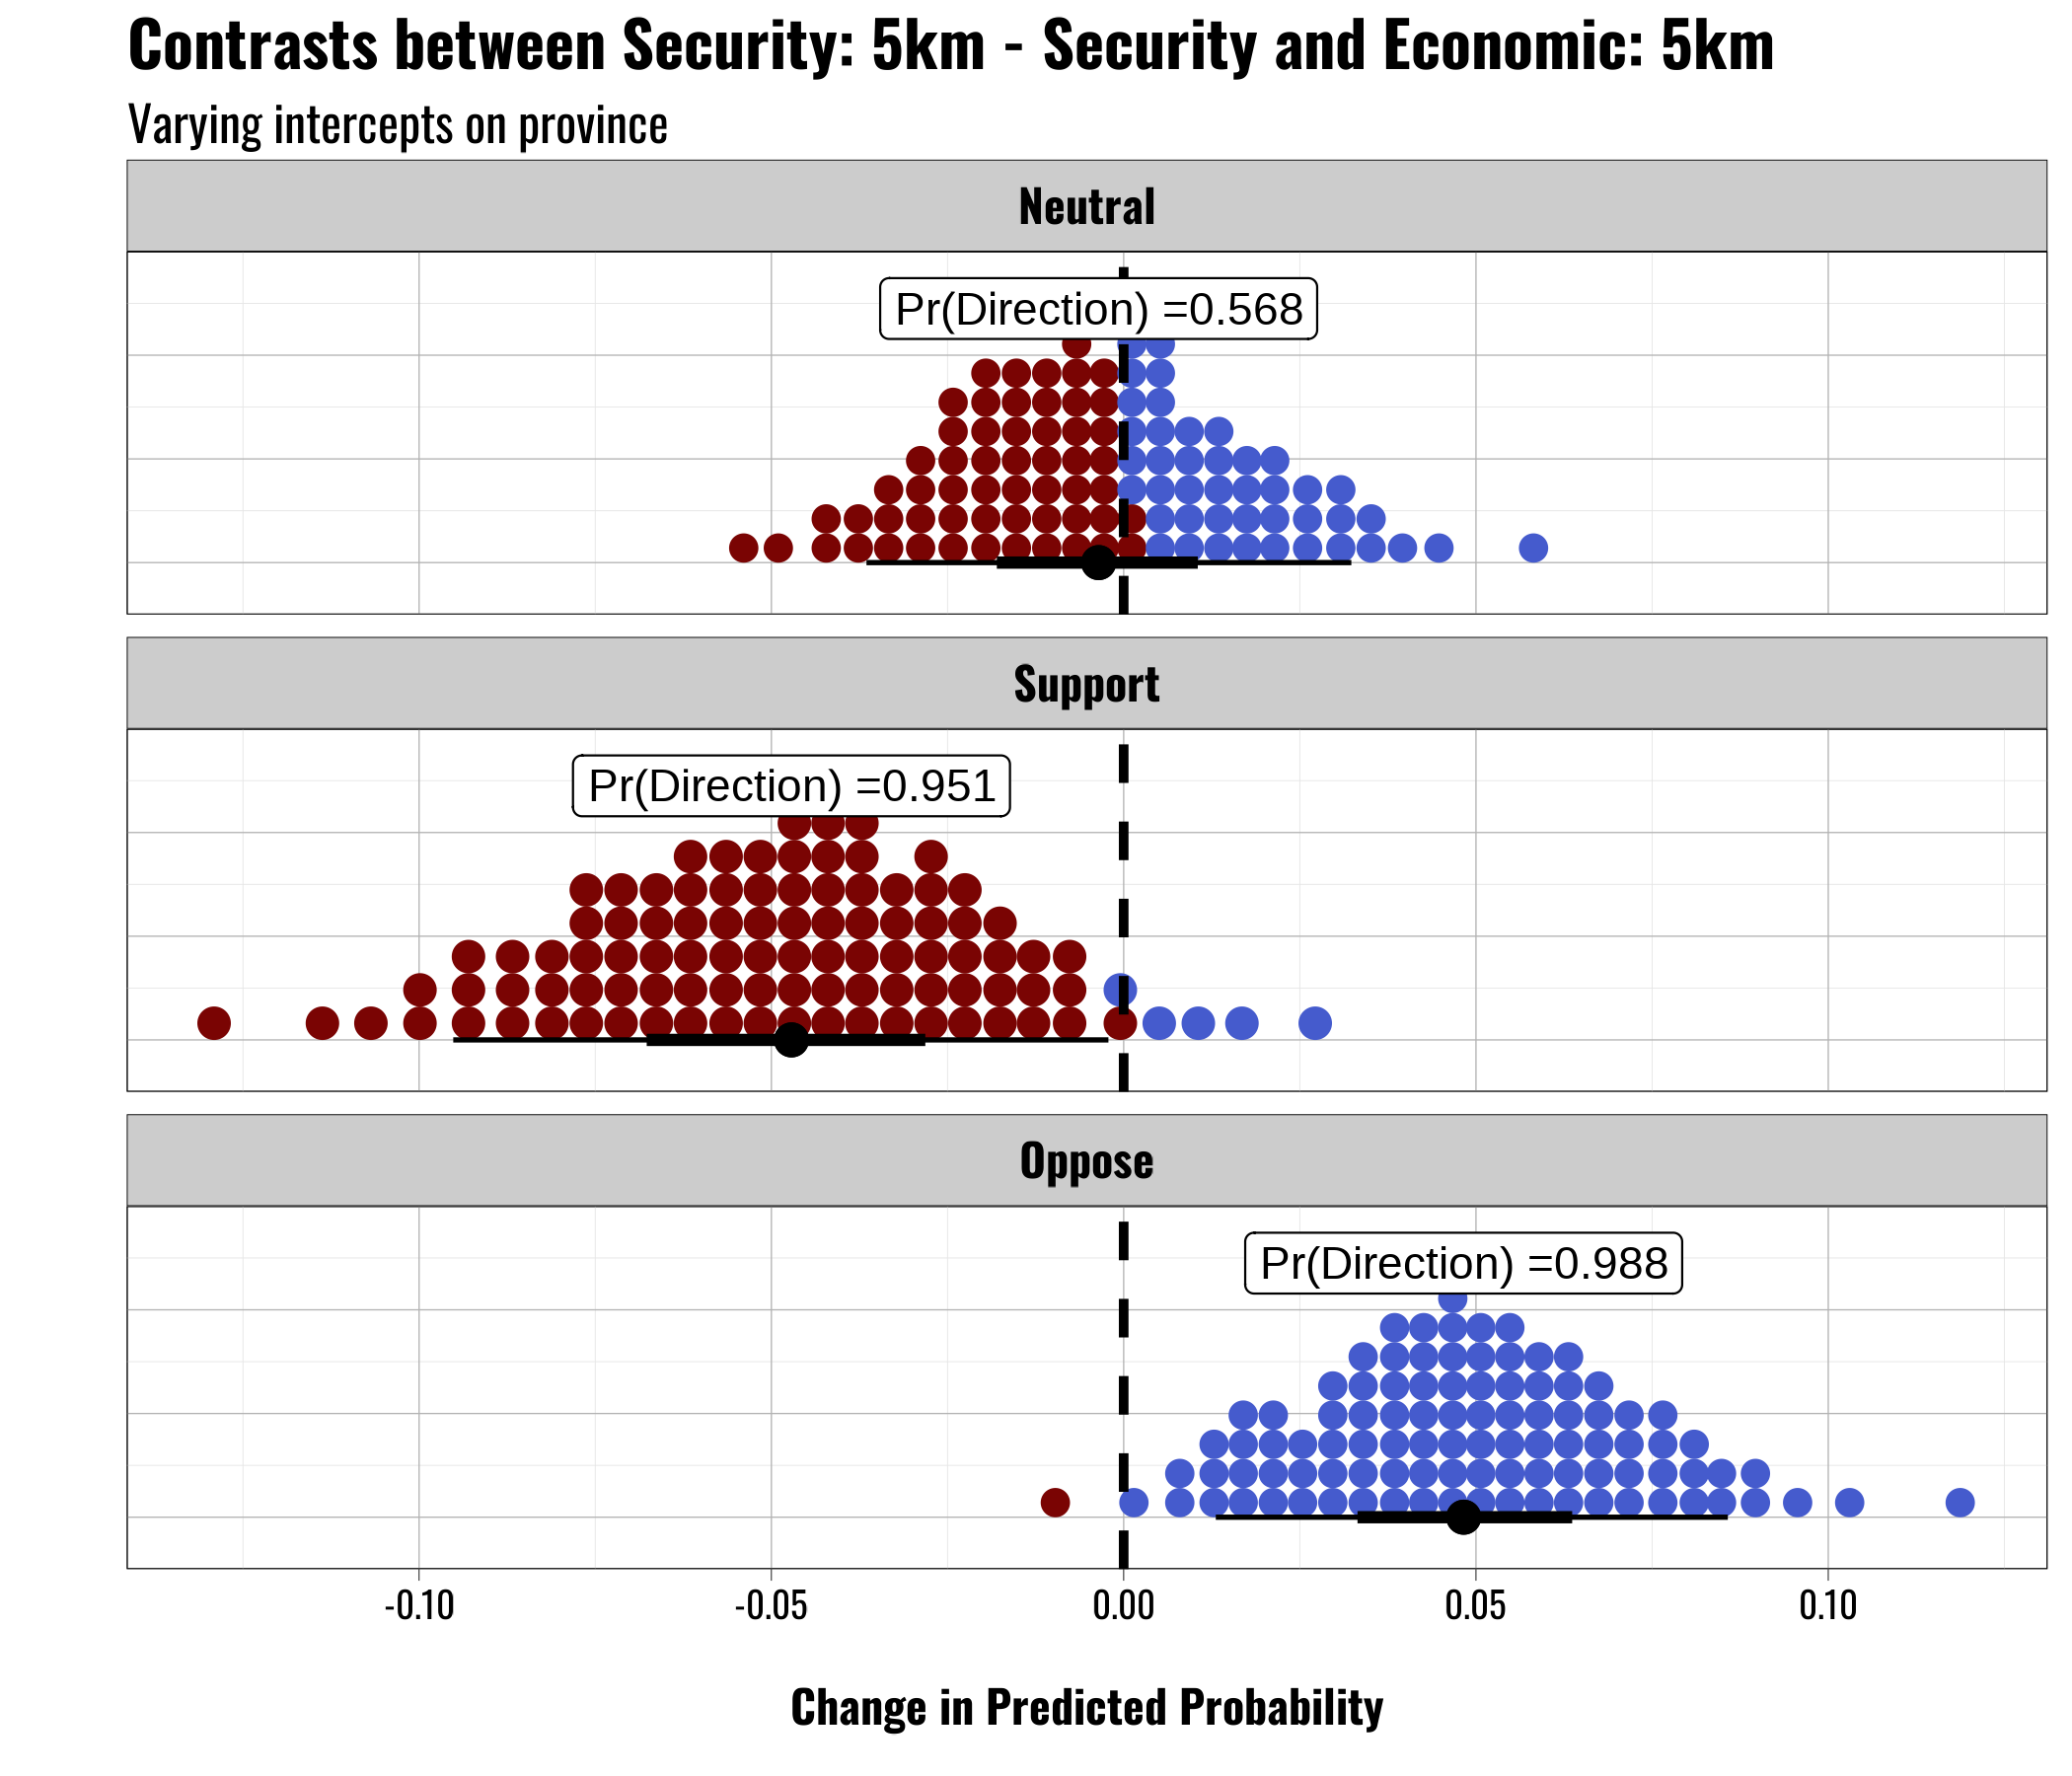 Contrasts between Security: 5km - Security and Economic: 5km
Varying intercepts on province
Neutral
Pr(Direction) =0.568
Support
Pr(Direction) =0.951
Oppose
Pr(Direction) =0.988
-0.10 -0.05 0.00 0.05 0.10
Change in Predicted Probability